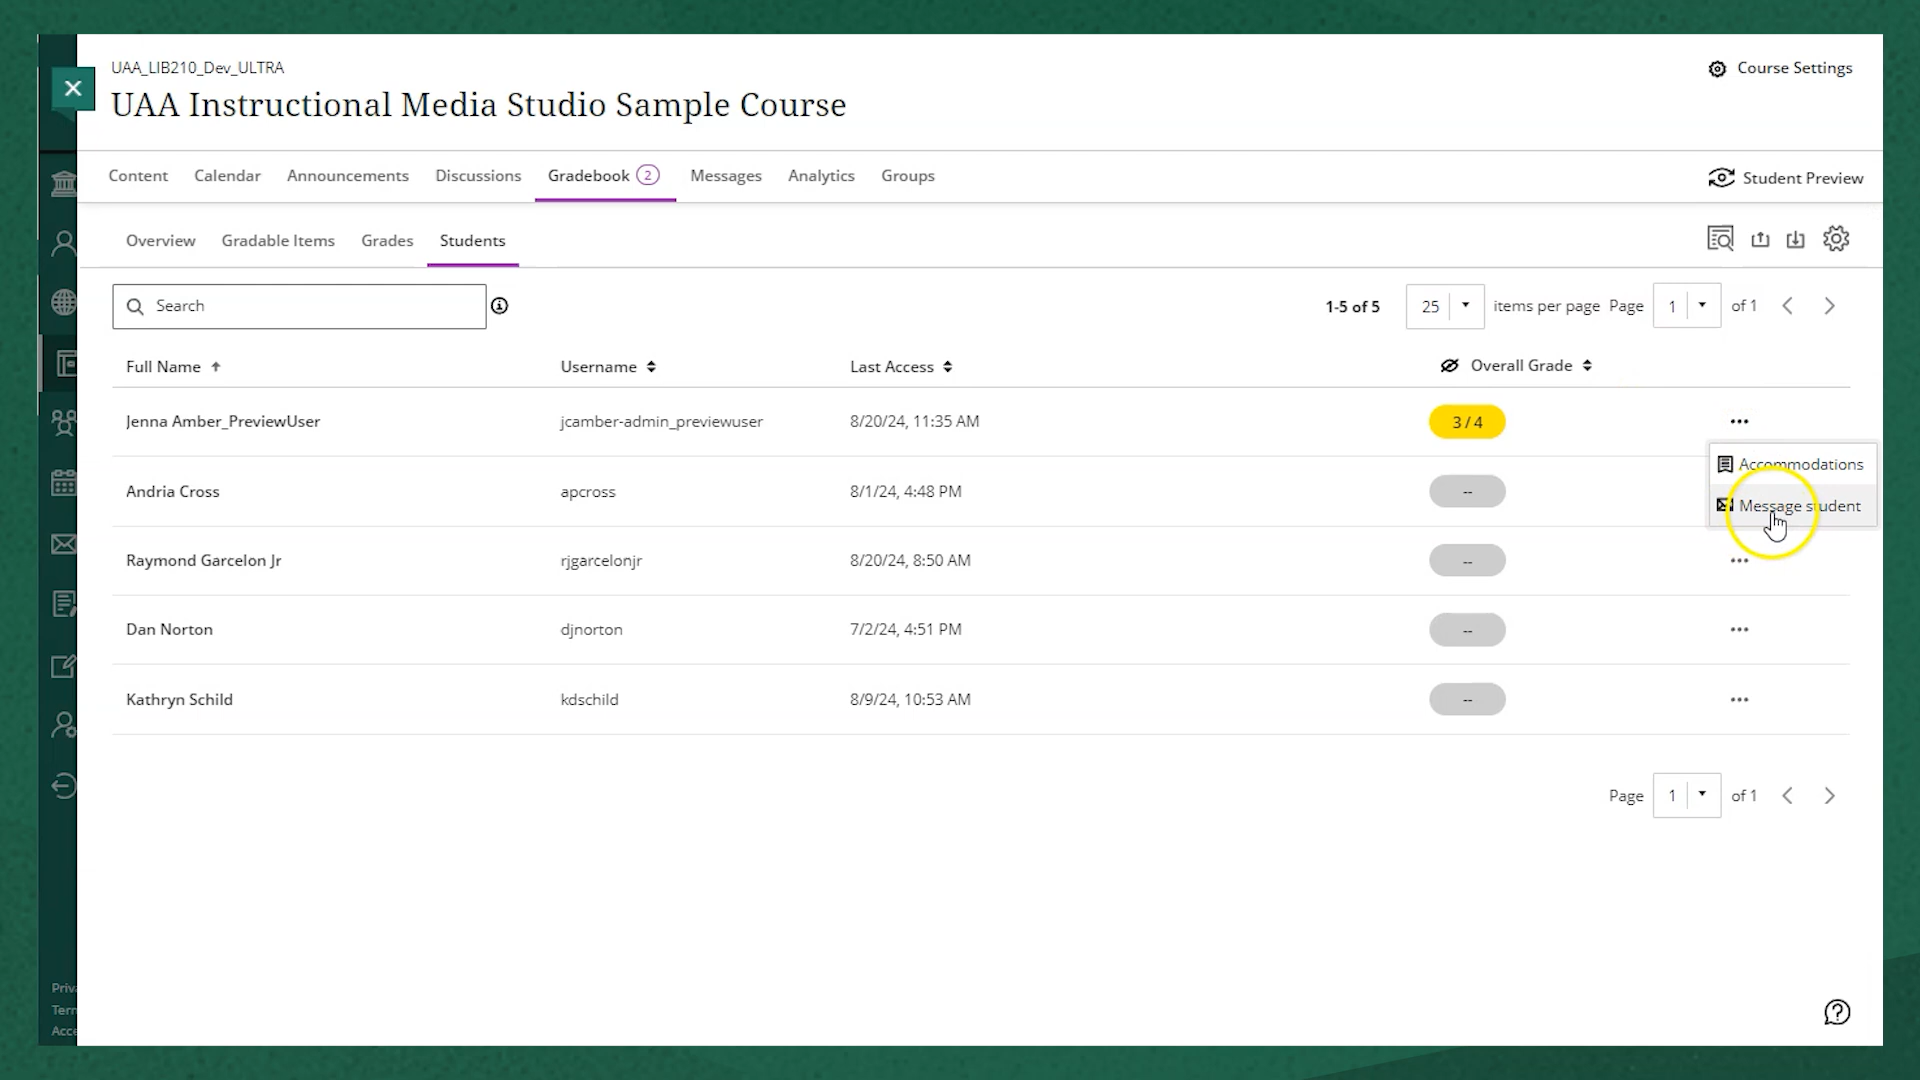 UAA_LIB210_Dev_ULTRA
UAA Instructional Media Studio Sample Course
Course Settings
Content Calendar Announcements Discussions Gradebook 2 Messages Analytics Groups
Student Preview
Overview Gradable Items Grades Students
Search
1-5 of 5 25 items per page Page 1 of 1
Full Name Username Last Access Overall Grade
Jenna Amber_PreviewUser jcamber-admin_previewuser 8/20/24, 11:35 AM 3 / 4 •••
Accommodations
Andria Cross apcross 8/1/24, 4:48 PM --
Message student
Raymond Garcelon Jr rjgarcelonjr 8/20/24, 8:50 AM -- •••
Dan Norton djnorton 7/2/24, 4:51 PM -- •••
Kathryn Schild kdschild 8/9/24, 10:53 AM -- •••
Page 1 of 1
Priv
Term
Acce